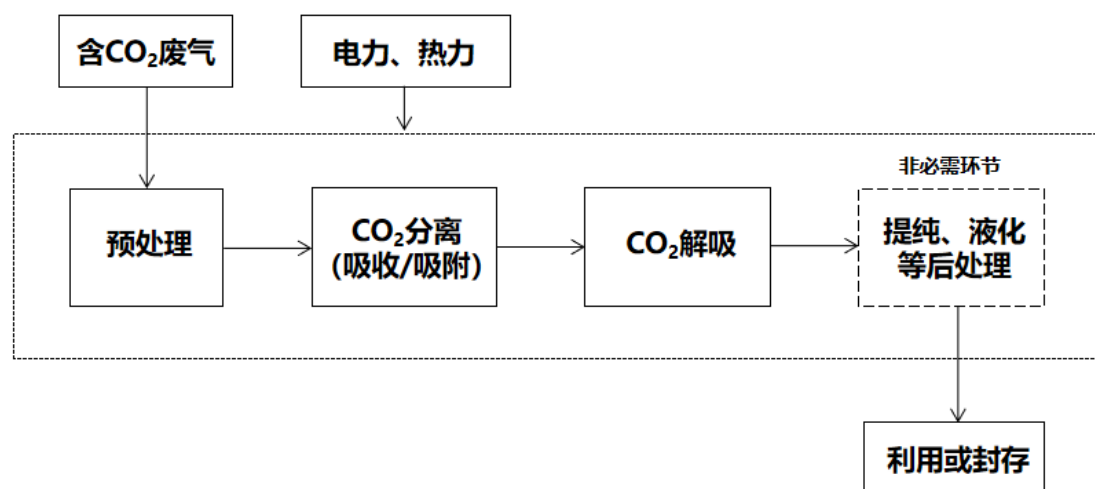 含CO₂废气
电力、热力
非必需环节
预处理
CO₂分离
（吸收/吸附）
CO₂解吸
提纯、液化
等后处理
利用或封存